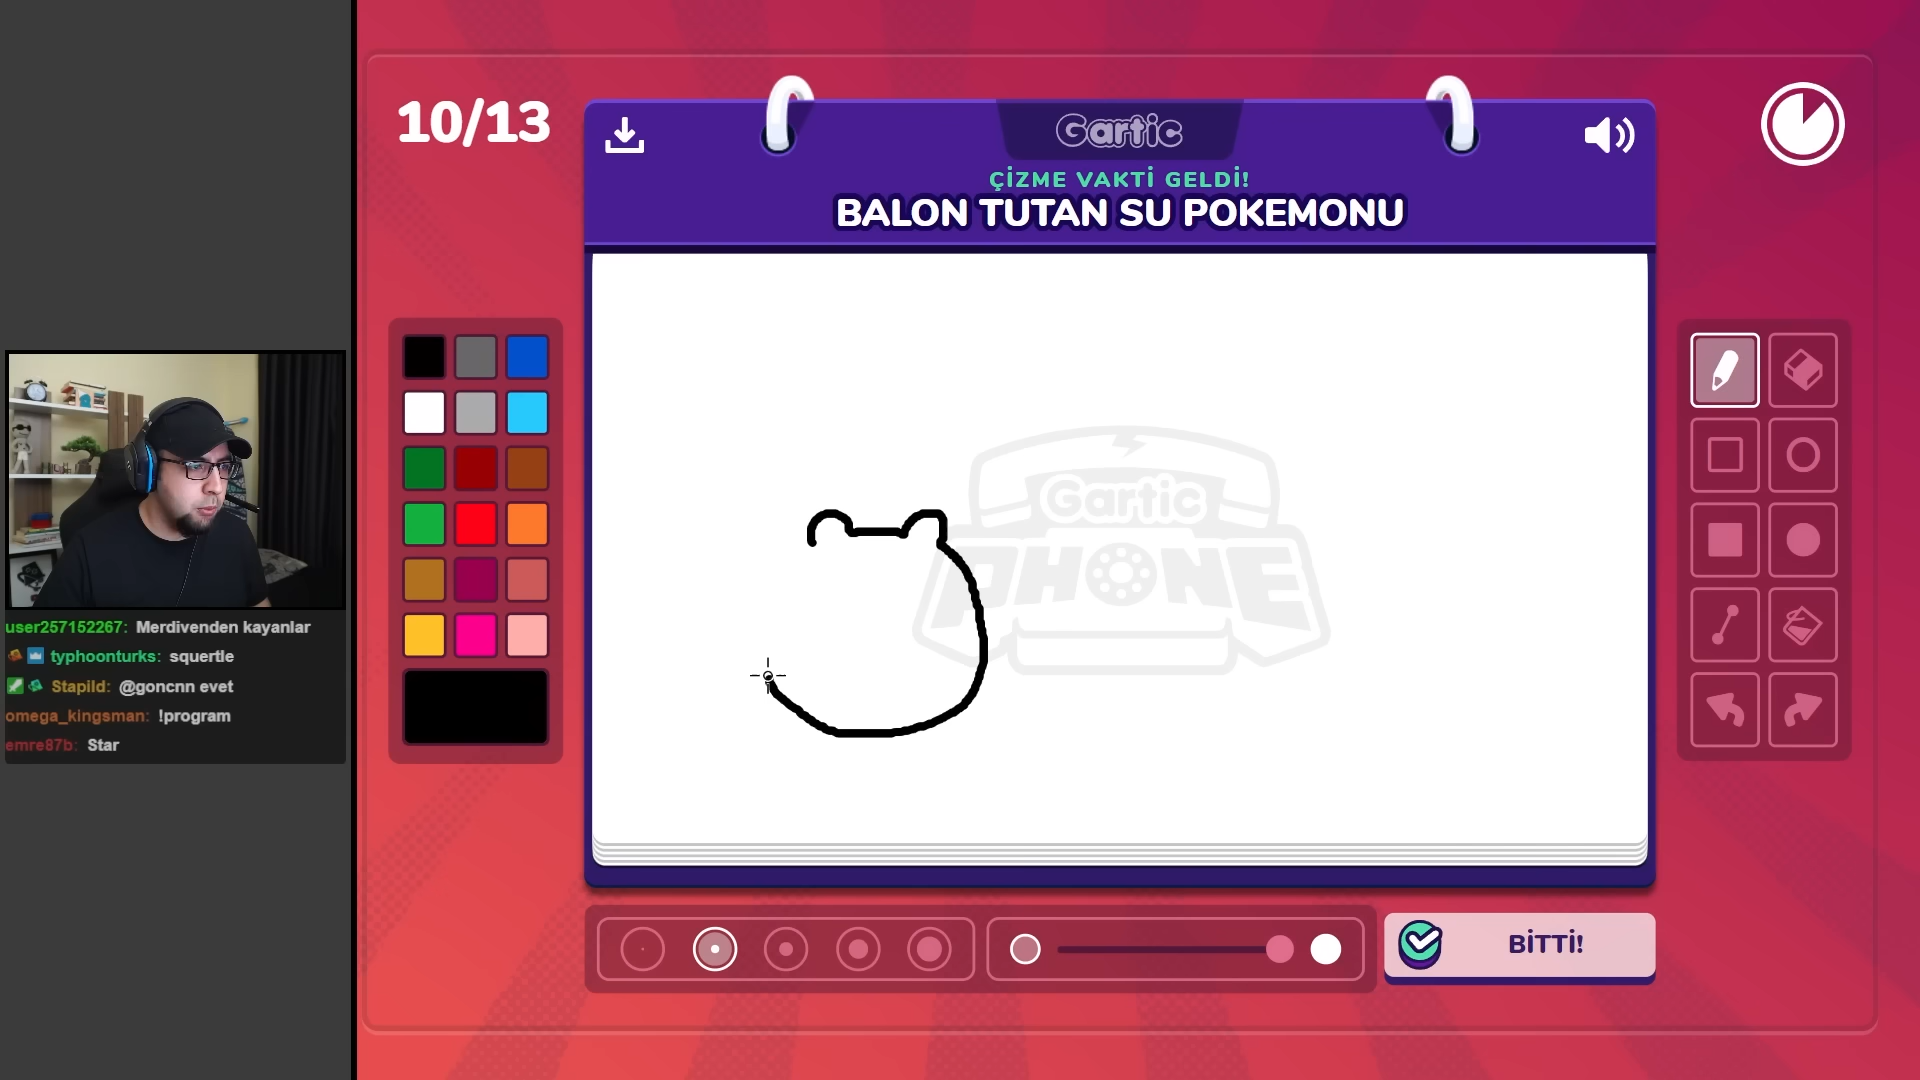 10/13
Gartic
ÇİZME VAKTİ GELDİ!
BALON TUTAN SU POKEMONU
Gartic
PHONE
user257152267: Merdivenden kayanlar
typhoonturks: squertle
Stapild: @goncnn evet
omega_kingsman: !program
emre87b: Star
BİTTİ!